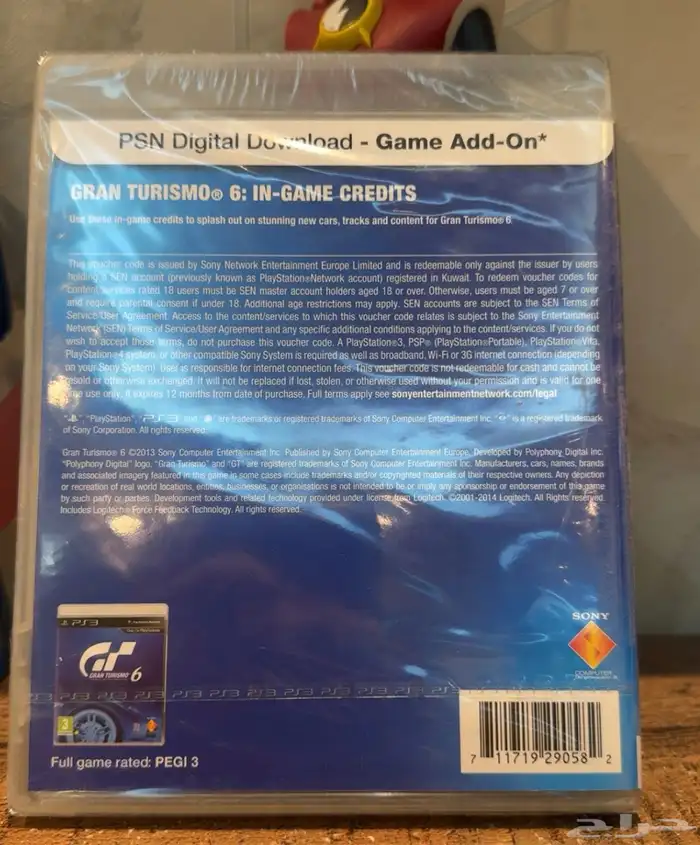 PSN Digital Download - Game Add-On*
GRAN TURISMO® 6: IN-GAME CREDITS
Use these in-game credits to splash out on stunning new cars, tracks and content for Gran Turismo® 6.
This voucher code is issued by Sony Network Entertainment Europe Limited and is redeemable only against the issuer by users
holding a SEN account (previously known as PlayStation®Network account) registered in Kuwait. To redeem voucher codes for
content/services rated 18 users must be SEN master account holders aged 18 or over. Otherwise, users must be aged 7 or over
and require parental consent if under 18. Additional age restrictions may apply. SEN accounts are subject to the SEN Terms of
Service/User Agreement. Access to the content/services to which this voucher code relates is subject to the Sony Entertainment
Network (SEN) Terms of Service/User Agreement and any specific additional conditions applying to the content/services. If you do not
wish to accept those terms, do not purchase this voucher code. A PlayStation®3, PSP® (PlayStation®Portable), PlayStation®Vita,
PlayStation®4 system, or other compatible Sony System is required as well as broadband, Wi-Fi or 3G internet connection (depending
on your Sony System). User is responsible for internet connection fees. This voucher code is not redeemable for cash and cannot be
resold or otherwise exchanged. It will not be replaced if lost, stolen, or otherwise used without your permission and is valid for one
time use only. It expires 12 months from date of purchase. Full terms apply see sonyentertainmentnetwork.com/legal
"PlayStation", "PS3" and are trademarks or registered trademarks of Sony Computer Entertainment Inc. is a registered trademark
of Sony Corporation. All rights reserved.
Gran Turismo® 6 ©2013 Sony Computer Entertainment Inc. Published by Sony Computer Entertainment Europe. Developed by Polyphony Digital Inc.
"Polyphony Digital" logo, "Gran Turismo" and "GT" are registered trademarks of Sony Computer Entertainment Inc. Manufacturers, cars, names, brands
and associated imagery featured in this game in some cases include trademarks and/or copyrighted materials of their respective owners. Any depiction
or recreation of real world locations, entities, businesses, or organisations is not intended to be or imply any sponsorship or endorsement of this game
by such party or parties. Development tools and related technology provided under license from Logitech. ©2001-2014 Logitech. All Rights reserved.
Includes Logitech® Force Feedback Technology. All rights reserved.
PS3
GT
GRAN TURISMO 6
3
SONY
COMPUTER
PS3 PS3 PS3 PS3 PS3 PS3 PS3 PS3 PS3
Full game rated: PEGI 3
7 11719 29058 2
حراج